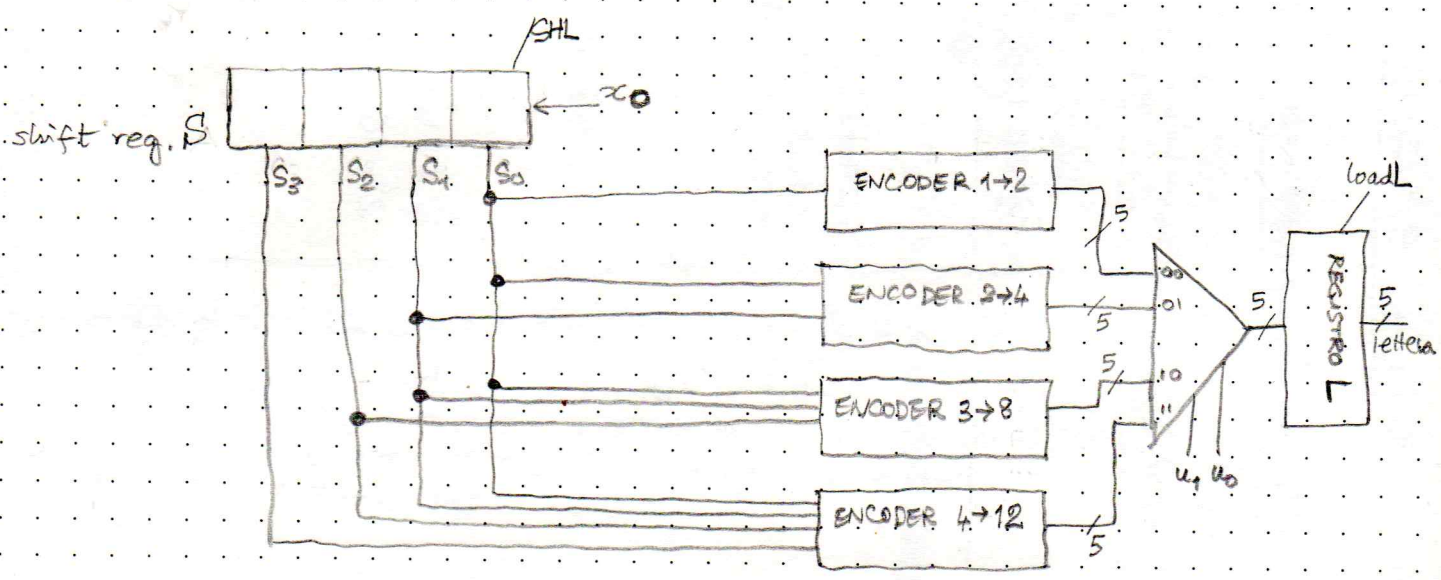 SHL
x0
shift reg. S
S3 S2 S1 S0
ENCODER 1→2
5
loadL
ENCODER 2→4
5
00
01
10
11
5
REGISTRO L
5
lettera
ENCODER 3→8
5
u1 u0
ENCODER 4→12
5